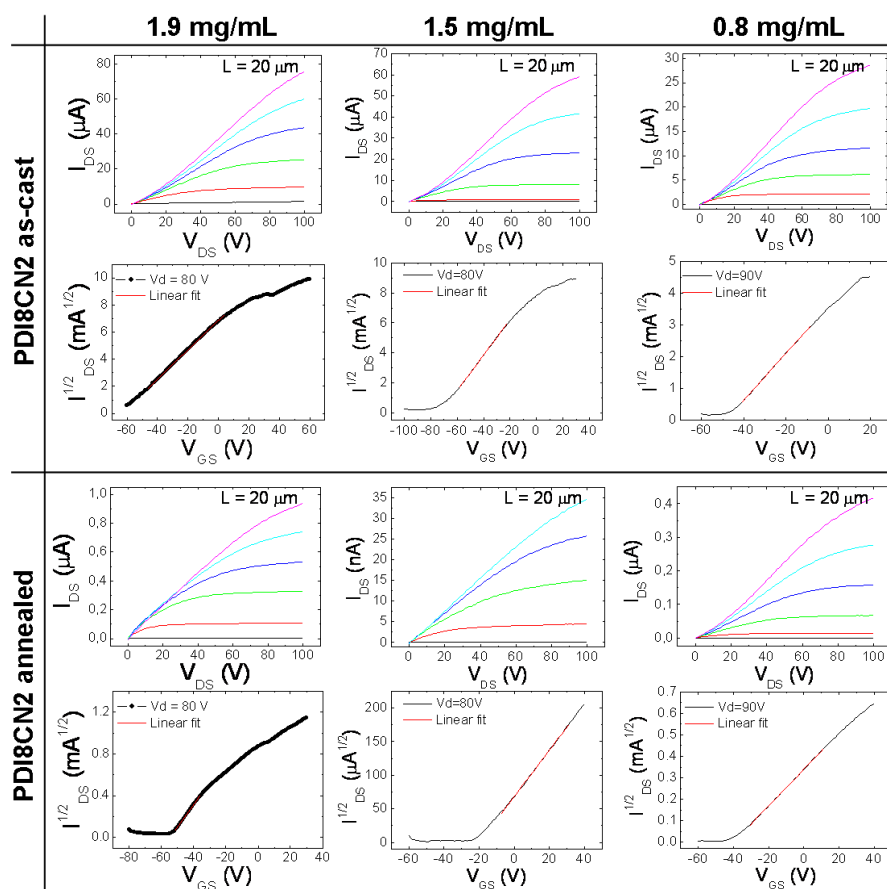 1.9 mg/mL 1.5 mg/mL 0.8 mg/mL
PDI8CN2 as-cast
L = 20 μm
I_DS (μA)
80
60
40
20
0
0 20 40 60 80 100
V_DS (V)
L = 20 μm
I_DS (μA)
70
60
50
40
30
20
10
0
0 20 40 60 80 100
V_DS (V)
L = 20 μm
I_DS (μA)
30
25
20
15
10
5
0
0 20 40 60 80 100
V_DS (V)
Vd = 80 V
Linear fit
I^1/2_DS (mA^1/2)
10
8
6
4
2
0
-60 -40 -20 0 20 40 60
V_GS (V)
Vd=80V
Linear fit
I^1/2_DS (mA^1/2)
10
8
6
4
2
0
-100 -80 -60 -40 -20 0 20 40
V_GS (V)
Vd=90V
Linear fit
I^1/2_DS (mA^1/2)
5
4
3
2
1
0
-60 -40 -20 0 20
V_GS (V)
PDI8CN2 annealed
L = 20 μm
I_DS (μA)
1,0
0,8
0,6
0,4
0,2
0,0
0 20 40 60 80 100
V_DS (V)
L = 20 μm
I_DS (nA)
35
30
25
20
15
10
5
0
0 20 40 60 80 100
V_DS (V)
L = 20 μm
I_DS (μA)
0,4
0,3
0,2
0,1
0,0
0 20 40 60 80 100
V_DS (V)
Vd = 80 V
Linear fit
I^1/2_DS (mA^1/2)
1.2
0.8
0.4
0.0
-80 -60 -40 -20 0 20 40
V_GS (V)
Vd=80V
Linear fit
I^1/2_DS (μA^1/2)
200
175
150
125
100
75
50
25
0
-60 -40 -20 0 20 40
V_GS (V)
Vd=90V
Linear fit
I^1/2_DS (mA^1/2)
0.7
0.6
0.5
0.4
0.3
0.2
0.1
0.0
-60 -40 -20 0 20 40
V_GS (V)